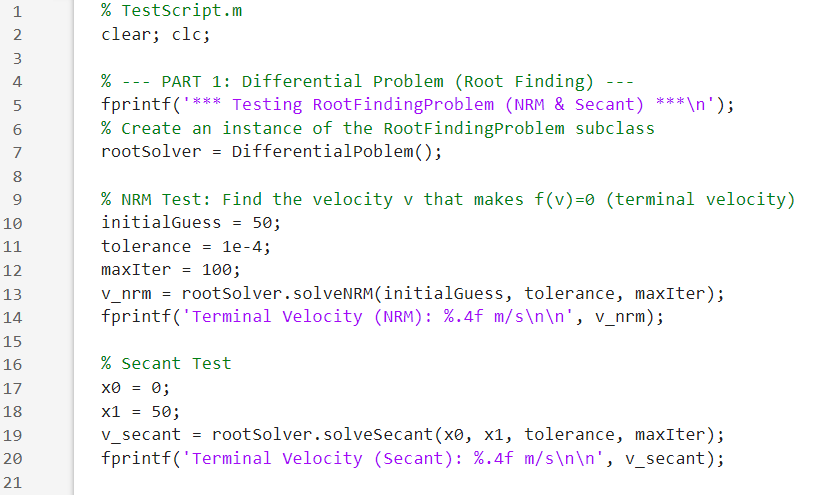 1 % TestScript.m
2 clear; clc;
3
4 % --- PART 1: Differential Problem (Root Finding) ---
5 fprintf('*** Testing RootFindingProblem (NRM & Secant) ***\n');
6 % Create an instance of the RootFindingProblem subclass
7 rootSolver = DifferentialPoblem();
8
9 % NRM Test: Find the velocity v that makes f(v)=0 (terminal velocity)
10 initialGuess = 50;
11 tolerance = 1e-4;
12 maxIter = 100;
13 v_nrm = rootSolver.solveNRM(initialGuess, tolerance, maxIter);
14 fprintf('Terminal Velocity (NRM): %.4f m/s\n\n', v_nrm);
15
16 % Secant Test
17 x0 = 0;
18 x1 = 50;
19 v_secant = rootSolver.solveSecant(x0, x1, tolerance, maxIter);
20 fprintf('Terminal Velocity (Secant): %.4f m/s\n\n', v_secant);
21